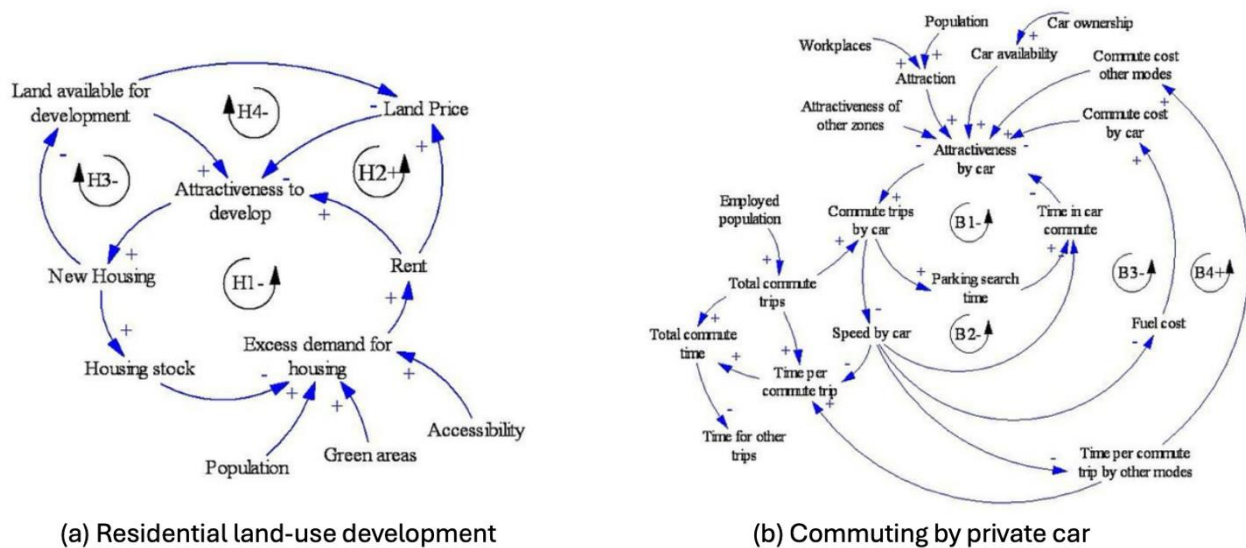 Land available for
development
H4-
Land Price
-
+
H3-
-
H2+
+
-
Attractiveness to
develop
+
+
New Housing
H1-
Rent
+
+
Excess demand for
housing
Housing stock
-
+
+
+
Accessibility
Green areas
Population
(a) Residential land-use development
Population
Car ownership
Workplaces
+
Car availability
+
+
Attraction
Commute cost
other modes
Attractiveness of
other zones
+
Commute cost
by car
+
+
+
-
-
Attractiveness
by car
+
Employed
population
+
Commute trips
by car
B1-
-
Time in car
commute
+
+
-
+
Parking search
time
B3-
B4+
Total commute
trips
+
-
Speed by car
B2-
Fuel cost
-
Total commute
time
+
+
-
Time per
commute trip
+
-
Time for other
trips
-
Time per commute
trip by other modes
(b) Commuting by private car